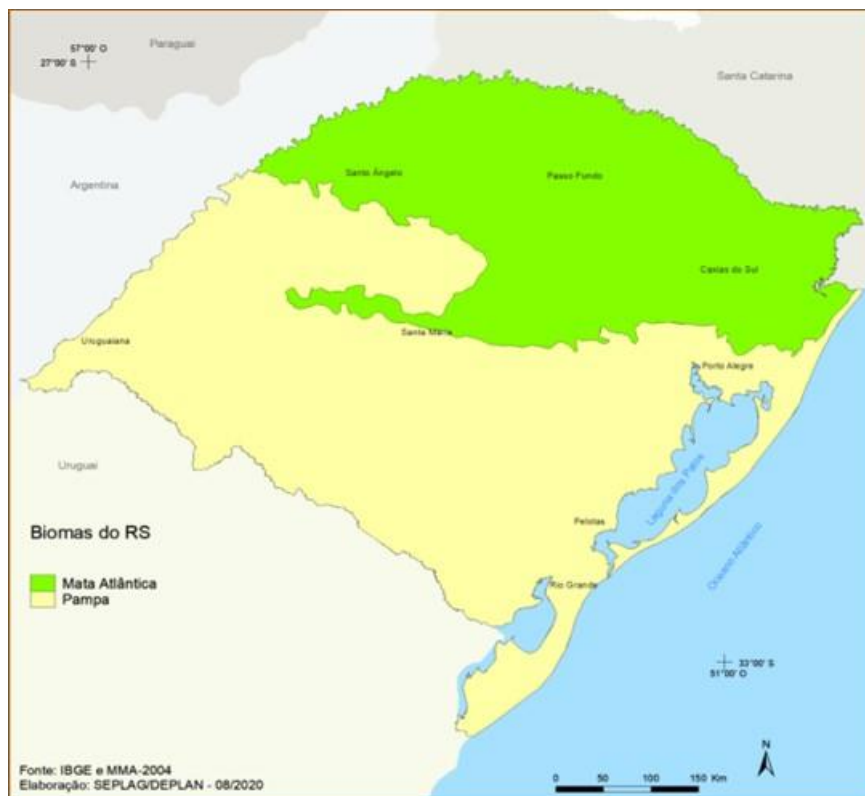 Paraguai
57°00' O
27°00' S
Santa Catarina
Argentina
Santo Ângelo
Passo Fundo
Caxias do Sul
Santa Maria
Uruguaiana
Porto Alegre
Uruguai
Laguna dos Patos
Pelotas
Oceano Atlântico
Rio Grande
Biomas do RS
Mata Atlântica
Pampa
33°00' S
51°00' O
N
Fonte: IBGE e MMA-2004
Elaboração: SEPLAG/DEPLAN - 08/2020
0 50 100 150 Km